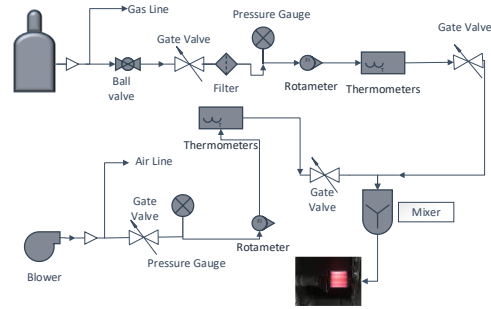 Gas Line
Pressure Gauge
Gate Valve
Gate Valve
Ball
valve
Filter
Rotameter
Thermometers
Thermometers
Air Line
Gate
Valve
Gate
Valve
Mixer
Rotameter
Pressure Gauge
Blower